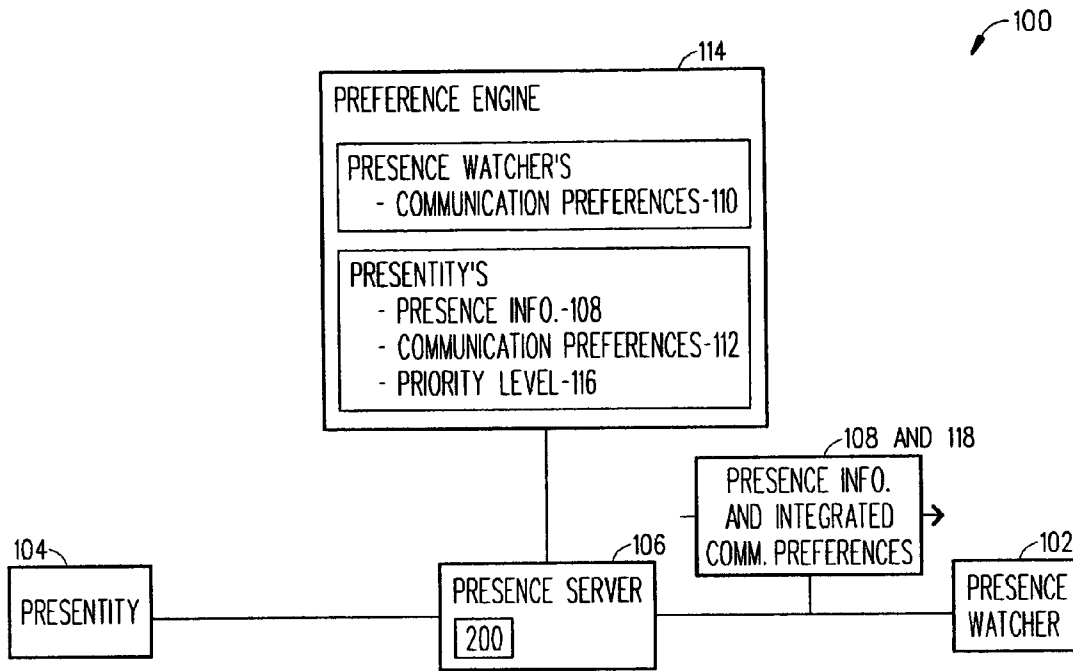 100
114
PREFERENCE ENGINE
PRESENCE WATCHER'S
- COMMUNICATION PREFERENCES-110
PRESENTITY'S
- PRESENCE INFO.-108
- COMMUNICATION PREFERENCES-112
- PRIORITY LEVEL-116
108 AND 118
PRESENCE INFO.
AND INTEGRATED
COMM. PREFERENCES
104
PRESENTITY
106
PRESENCE SERVER
200
102
PRESENCE
WATCHER